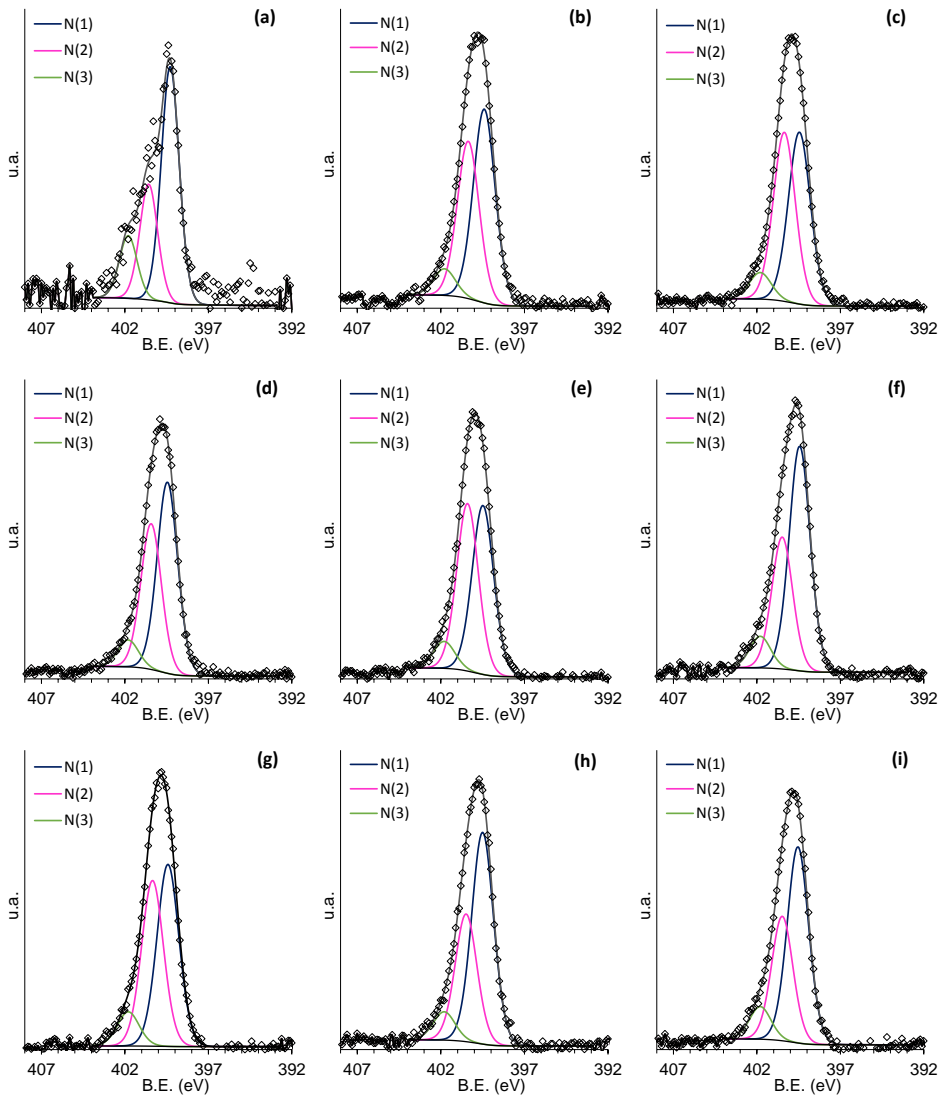 (a)
N(1)
N(2)
N(3)
u.a.
407 402 397 392
B.E. (eV)
(b)
N(1)
N(2)
N(3)
u.a.
407 402 397 392
B.E. (eV)
(c)
N(1)
N(2)
N(3)
u.a.
407 402 397 392
B.E. (eV)
(d)
N(1)
N(2)
N(3)
u.a.
407 402 397 392
B.E. (eV)
(e)
N(1)
N(2)
N(3)
u.a.
407 402 397 392
B.E. (eV)
(f)
N(1)
N(2)
N(3)
u.a.
407 402 397 392
B.E. (eV)
(g)
N(1)
N(2)
N(3)
u.a.
407 402 397 392
B.E. (eV)
(h)
N(1)
N(2)
N(3)
u.a.
407 402 397 392
B.E. (eV)
(i)
N(1)
N(2)
N(3)
u.a.
407 402 397 392
B.E. (eV)